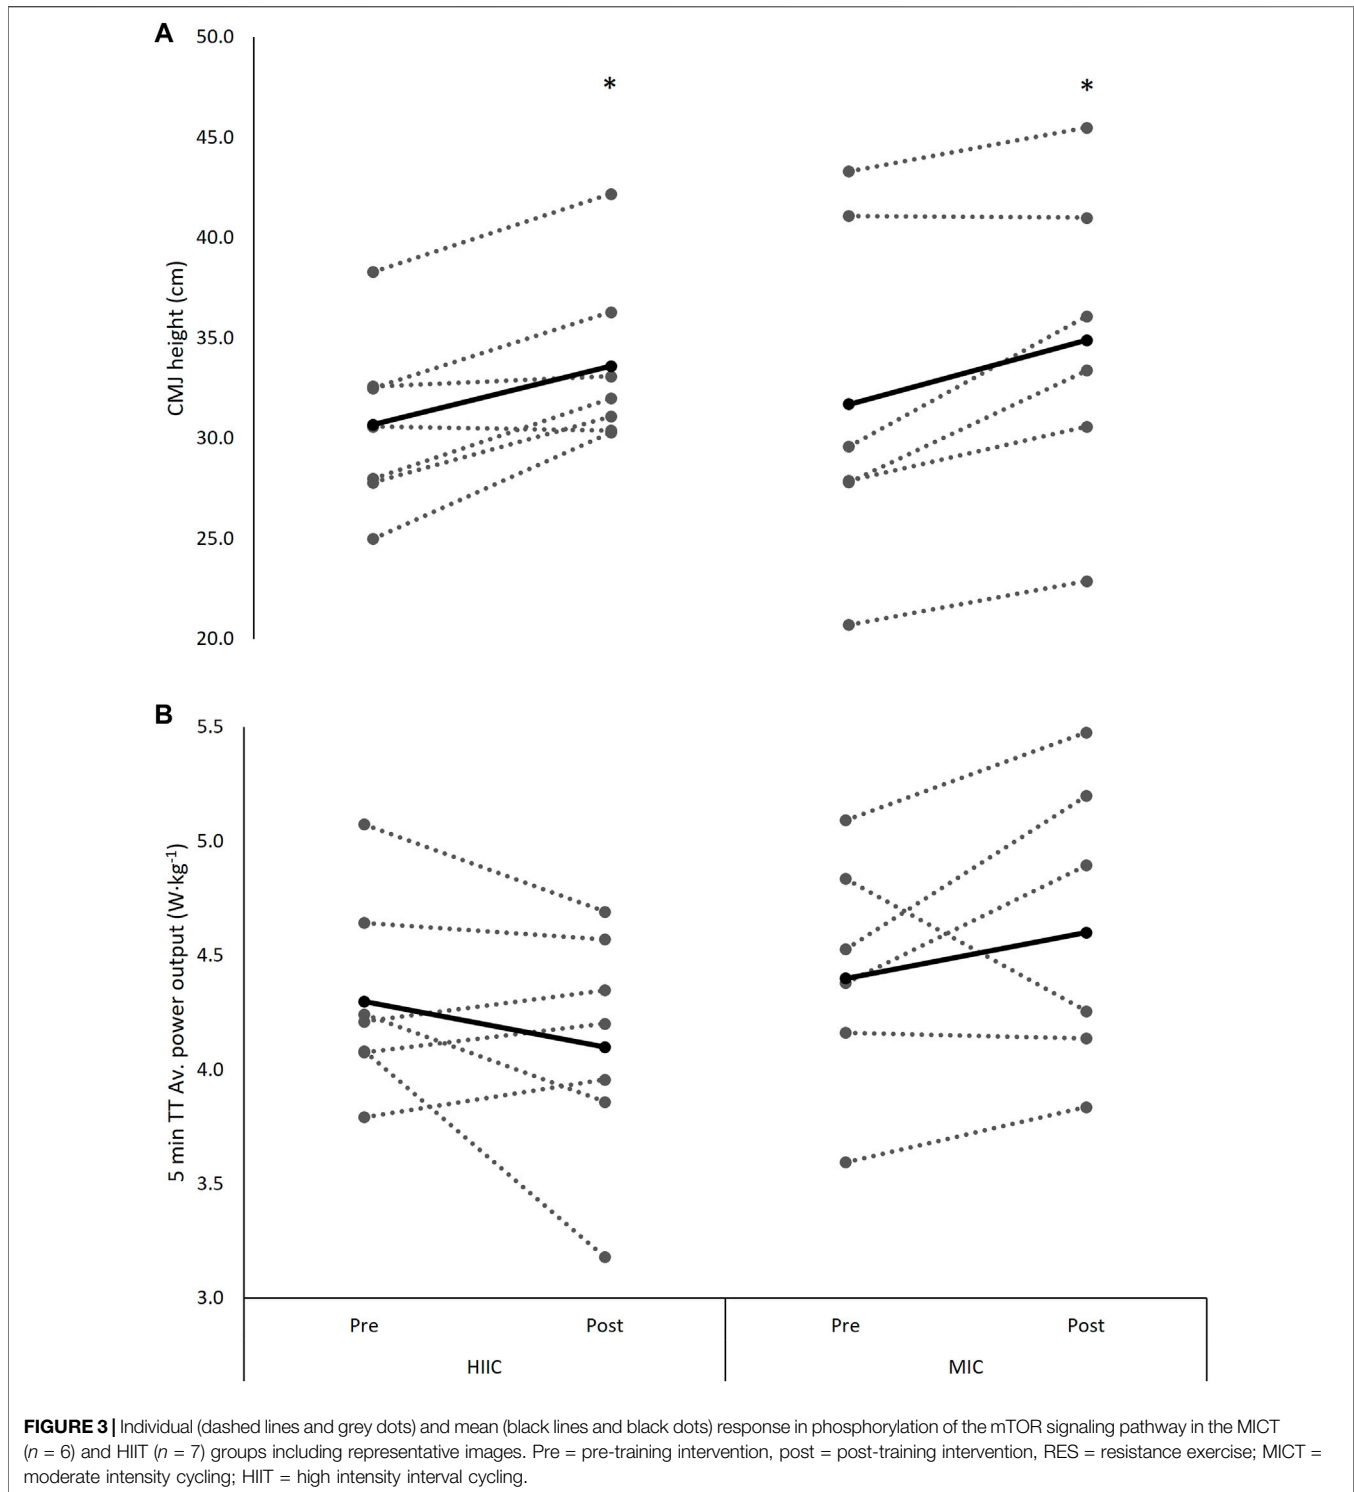 A
50.0
*
*
45.0
40.0
CMJ height (cm)
35.0
30.0
25.0
20.0
B
5.5
5.0
5 min TT Av. power output (W·kg⁻¹)
4.5
4.0
3.5
3.0
Pre Post Pre Post
HIIC MIC
FIGURE 3 | Individual (dashed lines and grey dots) and mean (black lines and black dots) response in phosphorylation of the mTOR signaling pathway in the MICT
(n = 6) and HIIT (n = 7) groups including representative images. Pre = pre-training intervention, post = post-training intervention, RES = resistance exercise; MICT =
moderate intensity cycling; HIIT = high intensity interval cycling.